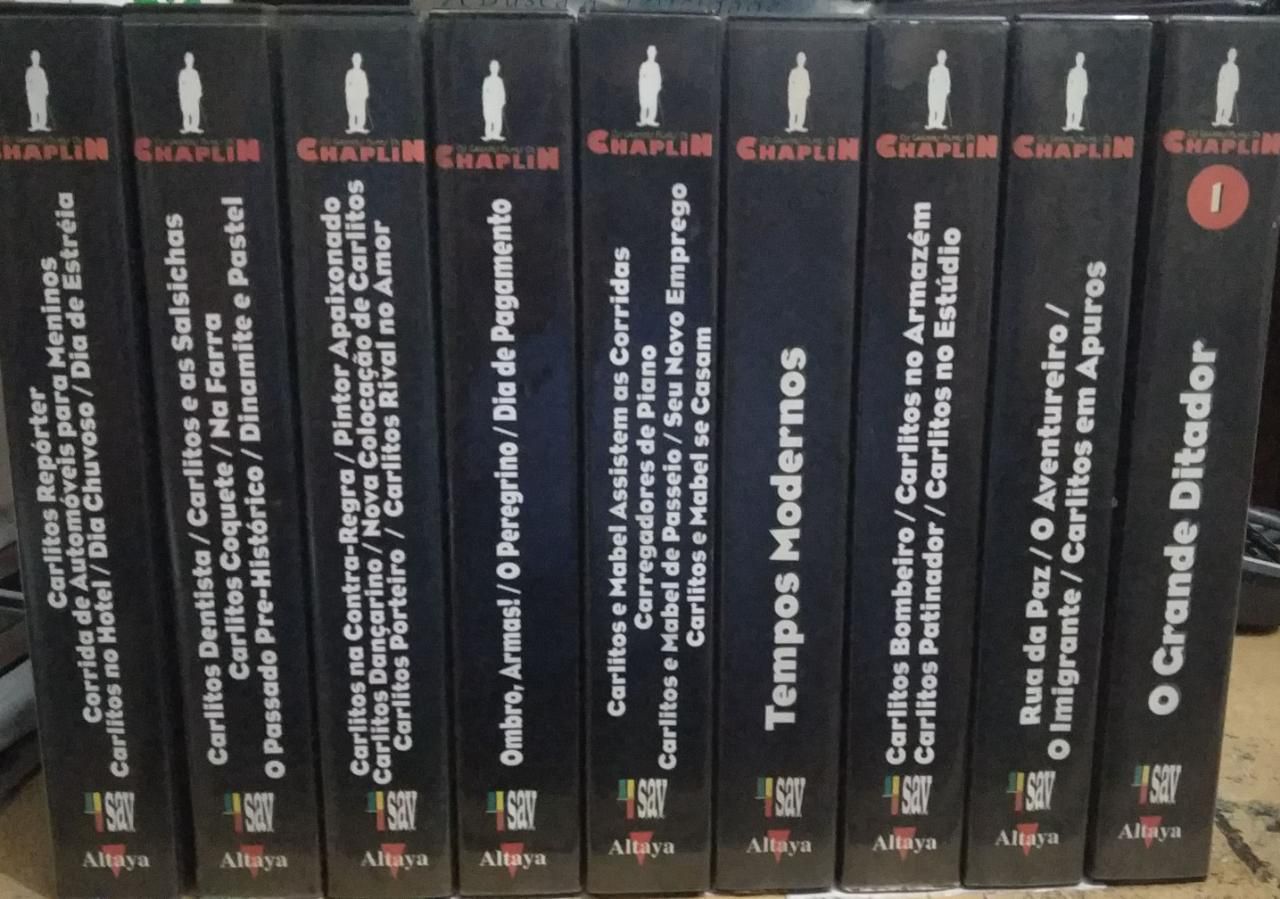 CHAPLIN
Carlitos Repórter
Corrida de Automóveis para Meninos
Carlitos no Hotel / Dia Chuvoso / Dia de Estréia
sav
Altaya
CHAPLIN
Carlitos Dentista / Carlitos e as Salsichas
Carlitos Coquete / Na Farra
O Passado Pre-Histórico / Dinamite e Pastel
sav
Altaya
CHAPLIN
Carlitos na Contra-Regra / Pintor Apaixonado
Carlitos Dançarino / Nova Colocação de Carlitos
Carlitos Porteiro / Carlitos Rival no Amor
sav
Altaya
CHAPLIN
Ombro, Armas! / O Peregrino / Dia de Pagamento
sav
Altaya
CHAPLIN
Carlitos e Mabel Assistem as Corridas
Carregadores de Piano
Carlitos e Mabel de Passeio / Seu Novo Emprego
Carlitos e Mabel se Casam
sav
Altaya
CHAPLIN
Tempos Modernos
sav
Altaya
CHAPLIN
Carlitos Bombeiro / Carlitos no Armazém
Carlitos Patinador / Carlitos no Estúdio
sav
Altaya
CHAPLIN
Rua da Paz / O Aventureiro /
O Imigrante / Carlitos em Apuros
sav
Altaya
CHAPLIN
1
O Grande Ditador
sav
Altaya